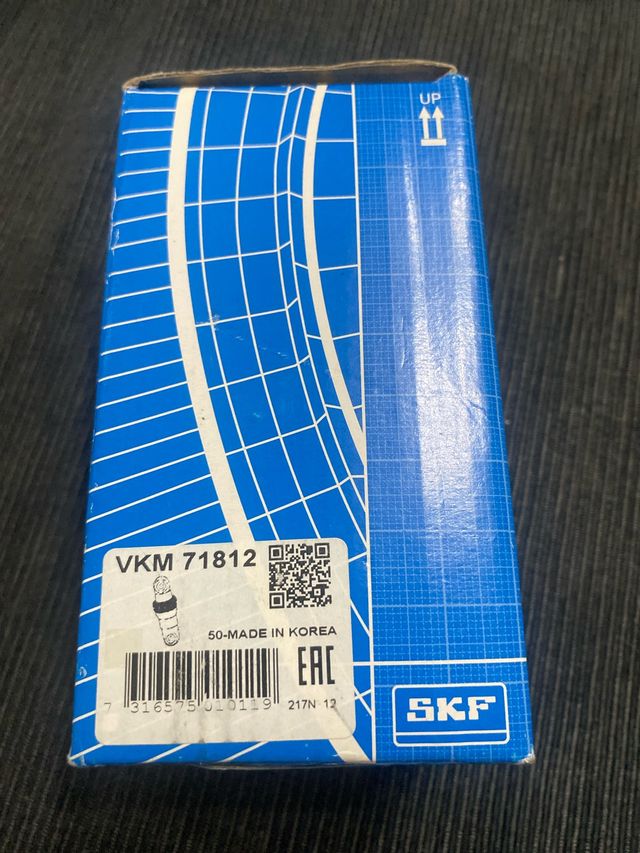 UP
VKM 71812
50-MADE IN KOREA
EAC
7 316575 010119
217N 12
SKF